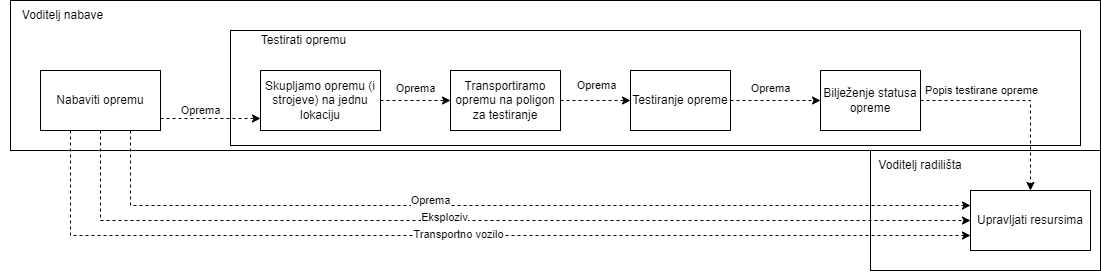 Voditelj nabave
Testirati opremu
Nabaviti opremu
Oprema
Skupljamo opremu (i
strojeve) na jednu
lokaciju
Oprema
Transportiramo
opremu na poligon
za testiranje
Oprema
Testiranje opreme
Oprema
Bilježenje statusa
opreme
Popis testirane opreme
Voditelj radilišta
Oprema
Eksploziv
Transportno vozilo
Upravljati resursima